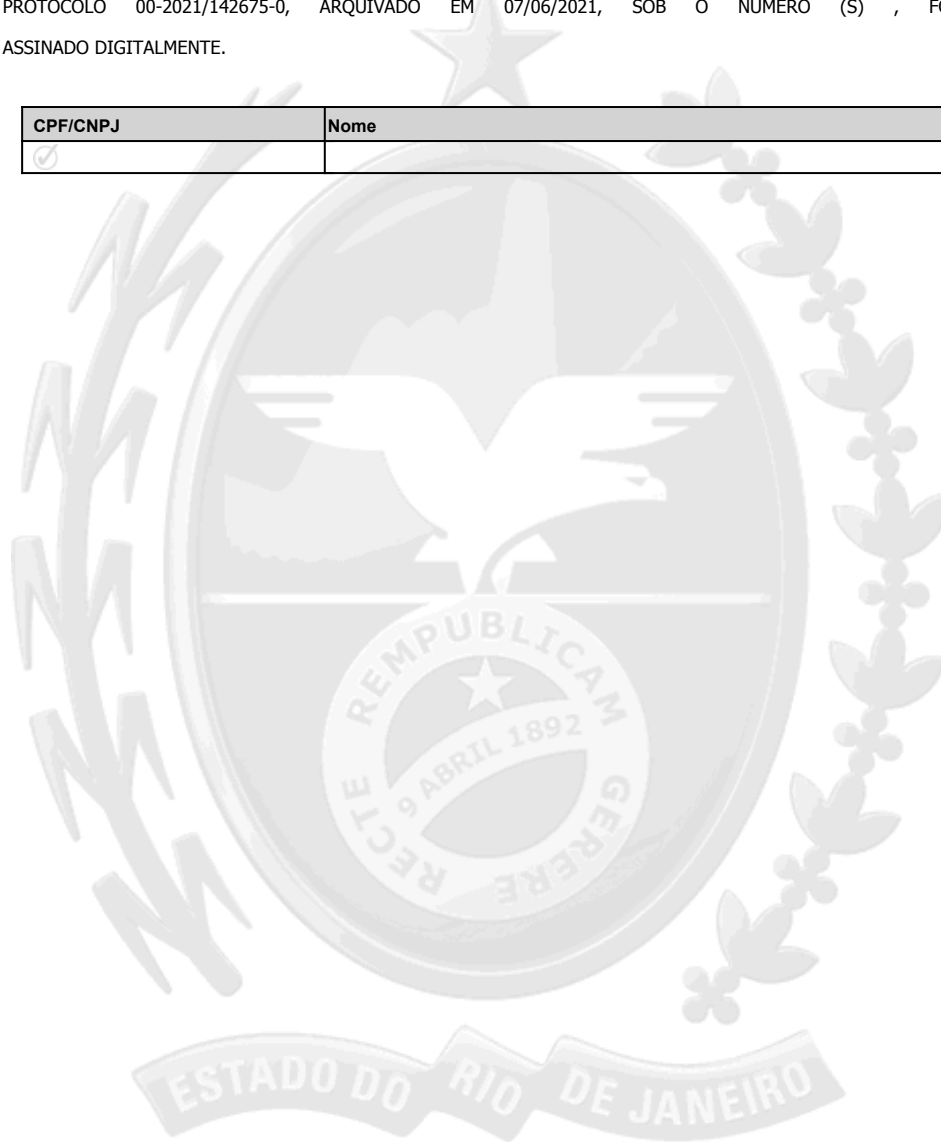 PROTOCOLO 00-2021/142675-0, ARQUIVADO EM 07/06/2021, SOB O NÚMERO (S) ,
ASSINADO DIGITALMENTE.
CPF/CNPJ Nome
REMPUBLICAM
9 ABRIL 1892
RECTE GERERE
ESTADO DO RIO DE JANEIRO